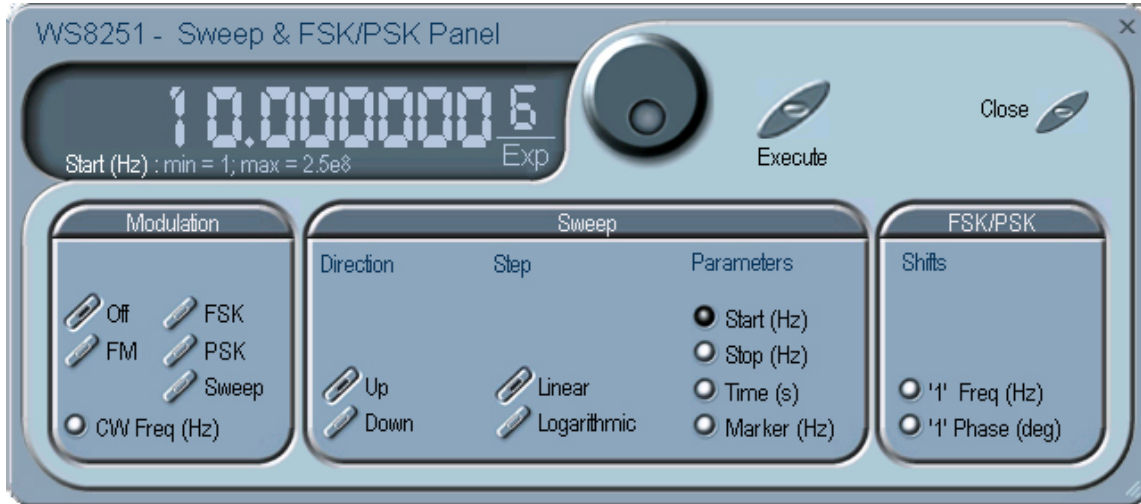 WS8251 - Sweep & FSK/PSK Panel
10.000000 6
Exp
Start (Hz) : min = 1; max = 2.5e8
Execute
Close
Modulation
Off
FSK
FM
PSK
Sweep
CW Freq (Hz)
Sweep
Direction
Step
Parameters
Up
Down
Linear
Logarithmic
Start (Hz)
Stop (Hz)
Time (s)
Marker (Hz)
FSK/PSK
Shifts
'1' Freq (Hz)
'1' Phase (deg)